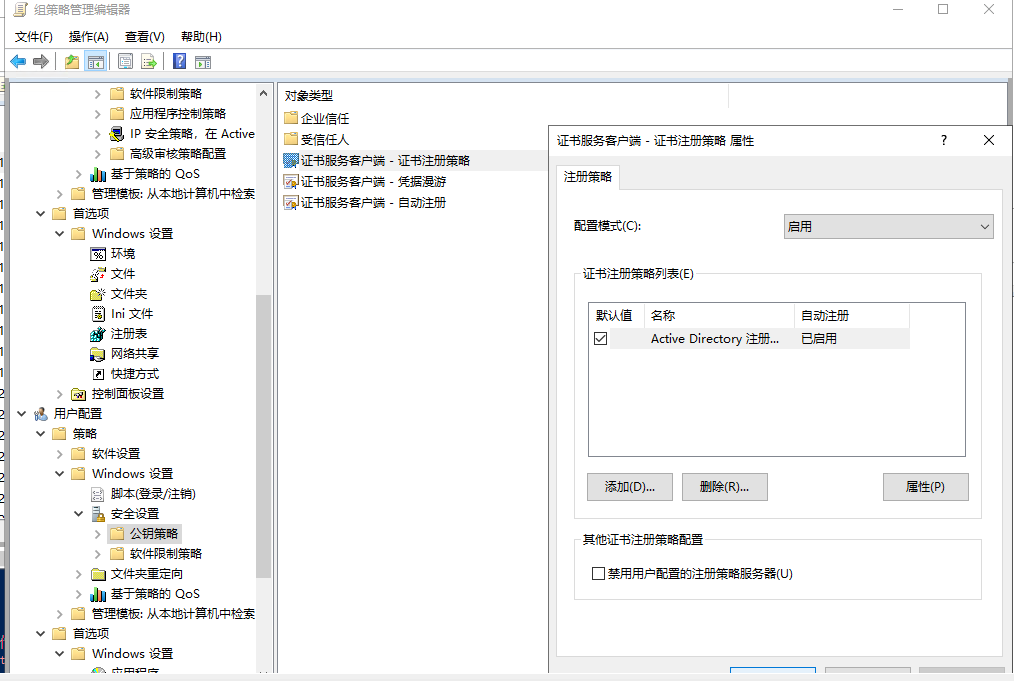 组策略管理编辑器
文件(F) 操作(A) 查看(V) 帮助(H)
软件限制策略
应用程序控制策略
IP 安全策略，在 Active
高级审核策略配置
基于策略的 QoS
管理模板: 从本地计算机中检索
首选项
Windows 设置
环境
文件
文件夹
Ini 文件
注册表
网络共享
快捷方式
控制面板设置
用户配置
策略
软件设置
Windows 设置
脚本(登录/注销)
安全设置
公钥策略
软件限制策略
文件夹重定向
基于策略的 QoS
管理模板: 从本地计算机中检索
首选项
Windows 设置
应用程序
对象类型
企业信任
受信任人
证书服务客户端 - 证书注册策略
证书服务客户端 - 凭据漫游
证书服务客户端 - 自动注册
证书服务客户端 - 证书注册策略 属性
注册策略
配置模式(C): 启用
证书注册策略列表(E)
默认值 名称 自动注册
Active Directory 注册... 已启用
添加(D)... 删除(R)... 属性(P)
其他证书注册策略配置
禁用用户配置的注册策略服务器(U)